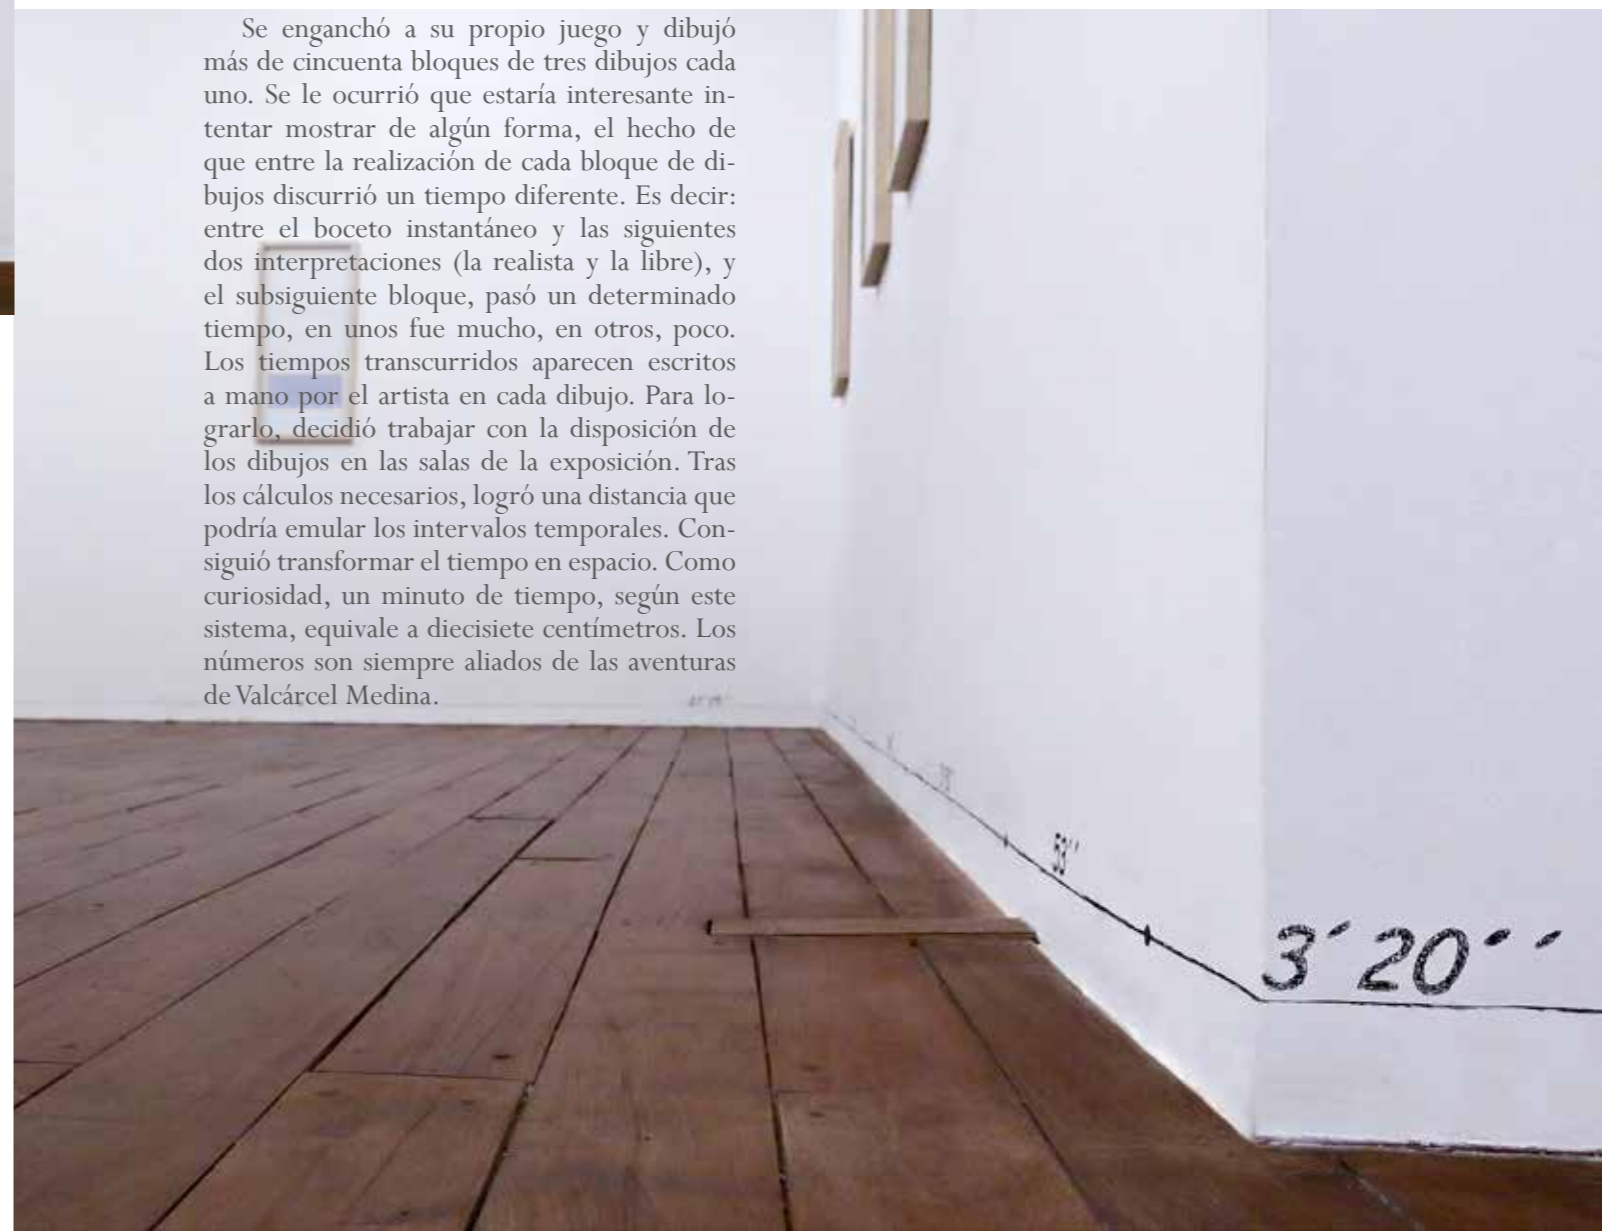 Se enganchó a su propio juego y dibujó
más de cincuenta bloques de tres dibujos cada
uno. Se le ocurrió que estaría interesante in-
tentar mostrar de algún forma, el hecho de
que entre la realización de cada bloque de di-
bujos discurrió un tiempo diferente. Es decir:
entre el boceto instantáneo y las siguientes
dos interpretaciones (la realista y la libre), y
el subsiguiente bloque, pasó un determinado
tiempo, en unos fue mucho, en otros, poco.
Los tiempos transcurridos aparecen escritos
a mano por el artista en cada dibujo. Para lo-
grarlo, decidió trabajar con la disposición de
los dibujos en las salas de la exposición. Tras
los cálculos necesarios, logró una distancia que
podría emular los intervalos temporales. Con-
siguió transformar el tiempo en espacio. Como
curiosidad, un minuto de tiempo, según este
sistema, equivale a diecisiete centímetros. Los
números son siempre aliados de las aventuras
de Valcárcel Medina.
53´´
3´ 20´´